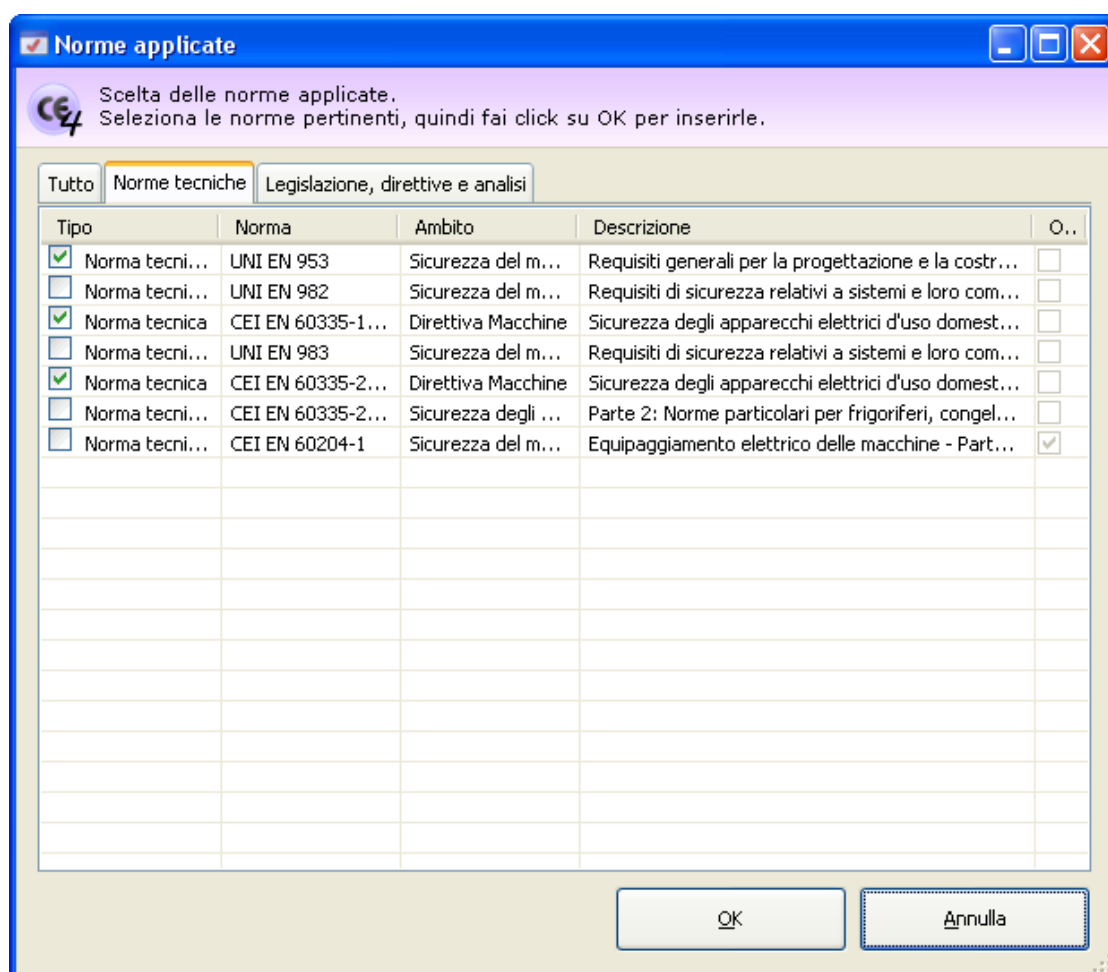 Norme applicate
CE4
Scelta delle norme applicate.
Seleziona le norme pertinenti, quindi fai click su OK per inserirle.
Tutto Norme tecniche Legislazione, direttive e analisi
Tipo Norma Ambito Descrizione O..
Norma tecni... UNI EN 953 Sicurezza del m... Requisiti generali per la progettazione e la costr...
Norma tecni... UNI EN 982 Sicurezza del m... Requisiti di sicurezza relativi a sistemi e loro com...
Norma tecnica CEI EN 60335-1... Direttiva Macchine Sicurezza degli apparecchi elettrici d'uso domest...
Norma tecni... UNI EN 983 Sicurezza del m... Requisiti di sicurezza relativi a sistemi e loro com...
Norma tecnica CEI EN 60335-2... Direttiva Macchine Sicurezza degli apparecchi elettrici d'uso domest...
Norma tecni... CEI EN 60335-2... Sicurezza degli ... Parte 2: Norme particolari per frigoriferi, congel...
Norma tecni... CEI EN 60204-1 Sicurezza del m... Equipaggiamento elettrico delle macchine - Part...
OK Annulla